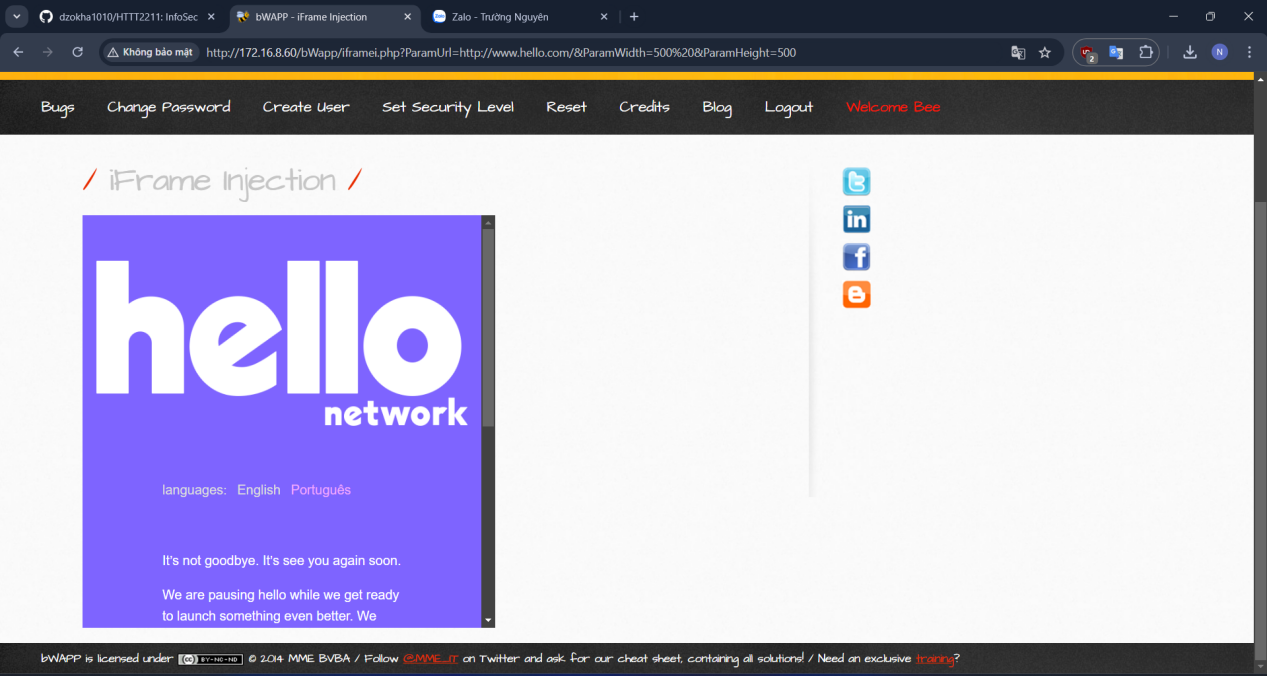 dzokha1010/HTTT2211: InfoSec
bWAPP - iFrame Injection
Zalo - Trường Nguyên
Không bảo mật
http://172.16.8.60/bWapp/iframei.php?ParamUrl=http://www.hello.com/&ParamWidth=500%20&ParamHeight=500
2
N
Bugs Change Password Create User Set Security Level Reset Credits Blog Logout Welcome Bee
/ iFrame Injection /
hello
network
languages: English Português
It's not goodbye. It's see you again soon.
We are pausing hello while we get ready
to launch something even better. We
bWAPP is licensed under (cc) BY-NC-ND © 2014 MME BVBA / Follow @MME_IT on Twitter and ask for our cheat sheet, containing all solutions! / Need an exclusive training?